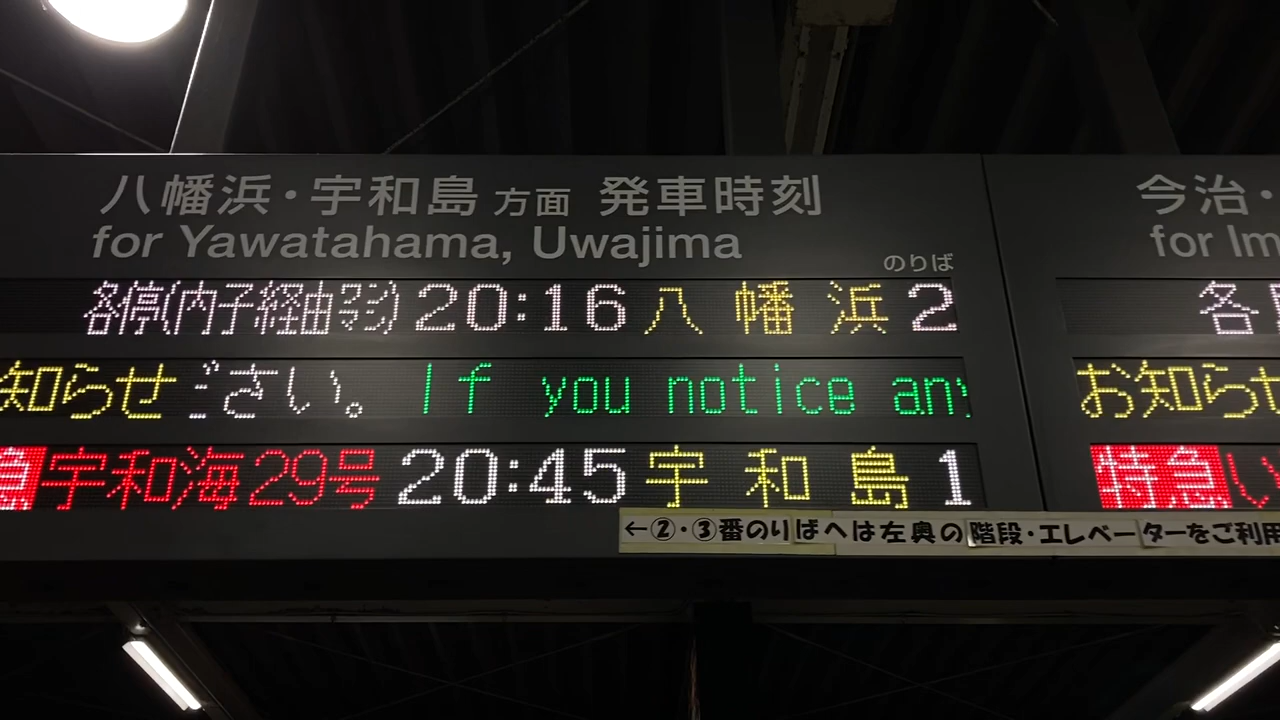 八幡浜・宇和島 方面 発車時刻
for Yawatahama, Uwajima
のりば
各停(内子経由ワンマン) 20:16 八幡浜 2
知らせ ださい。 If you notice any
急 宇和海29号 20:45 宇和島 1
←②・③番のりばへは左奥の階段・エレベーターをご利用
今治・
for Im
各
お知らせ
特急 い